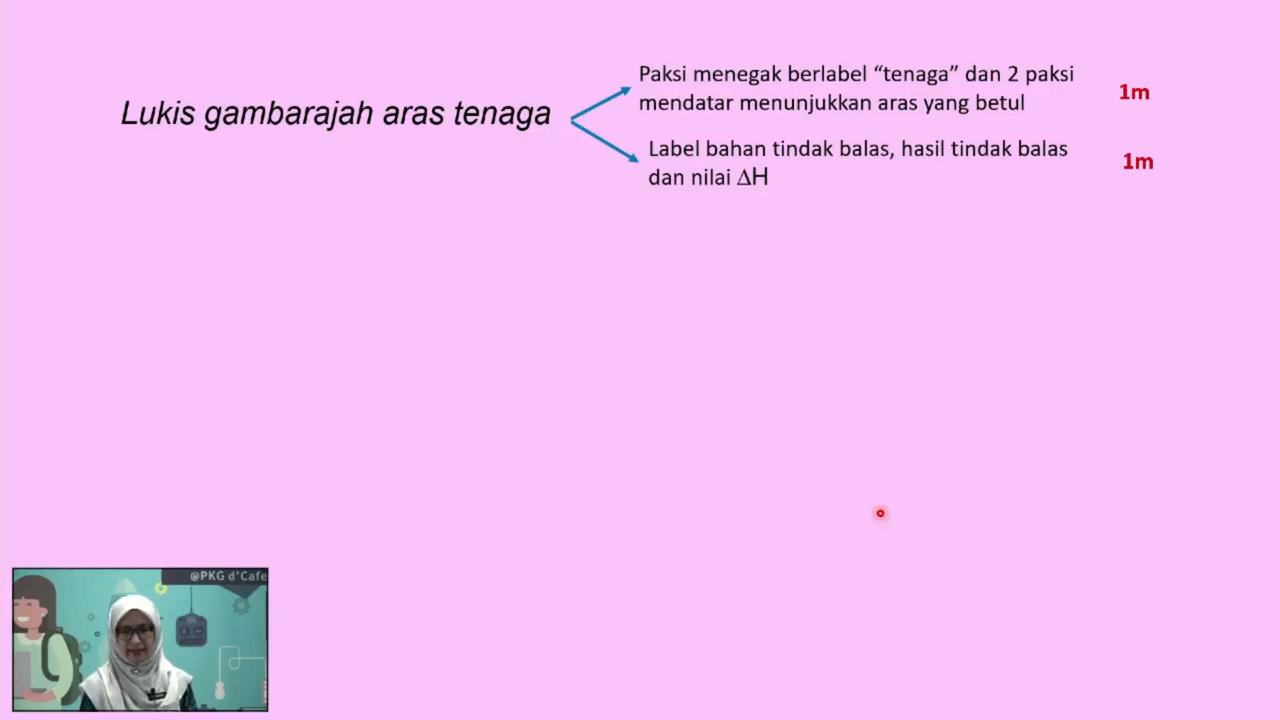 Lukis gambarajah aras tenaga
Paksi menegak berlabel “tenaga” dan 2 paksi
mendatar menunjukkan aras yang betul
1m
Label bahan tindak balas, hasil tindak balas
dan nilai ∆H
1m
@PKG d'Cafe